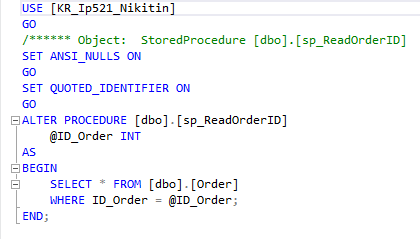 USE [KR_Ip521_Nikitin]
GO
/****** Object:  StoredProcedure [dbo].[sp_ReadOrderID]
SET ANSI_NULLS ON
GO
SET QUOTED_IDENTIFIER ON
GO
ALTER PROCEDURE [dbo].[sp_ReadOrderID]
    @ID_Order INT
AS
BEGIN
    SELECT * FROM [dbo].[Order]
    WHERE ID_Order = @ID_Order;
END;